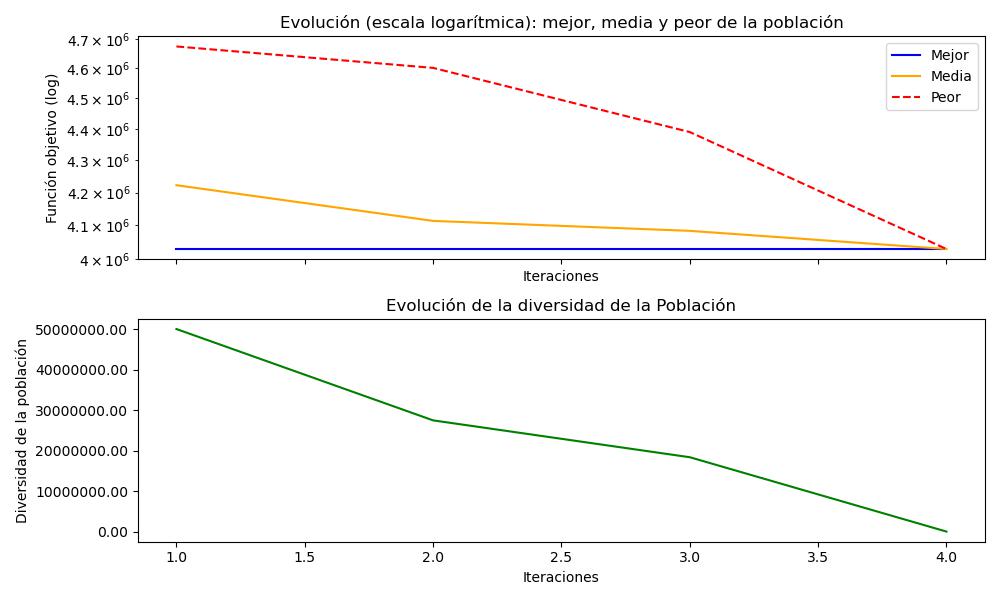 Evolución (escala logarítmica): mejor, media y peor de la población
4.7 × 10⁶
4.6 × 10⁶
4.5 × 10⁶
4.4 × 10⁶
4.3 × 10⁶
4.2 × 10⁶
4.1 × 10⁶
4 × 10⁶
Función objetivo (log)
Mejor
Media
Peor
Iteraciones
Evolución de la diversidad de la Población
50000000.00
40000000.00
30000000.00
20000000.00
10000000.00
0.00
Diversidad de la población
1.0 1.5 2.0 2.5 3.0 3.5 4.0
Iteraciones